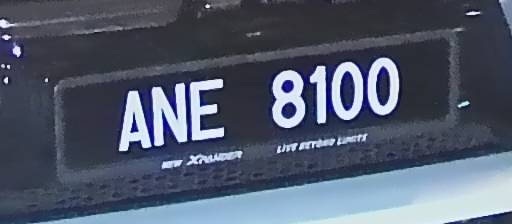 ANE 8100
NEW XPANDER LIVE BEYOND LIMITS